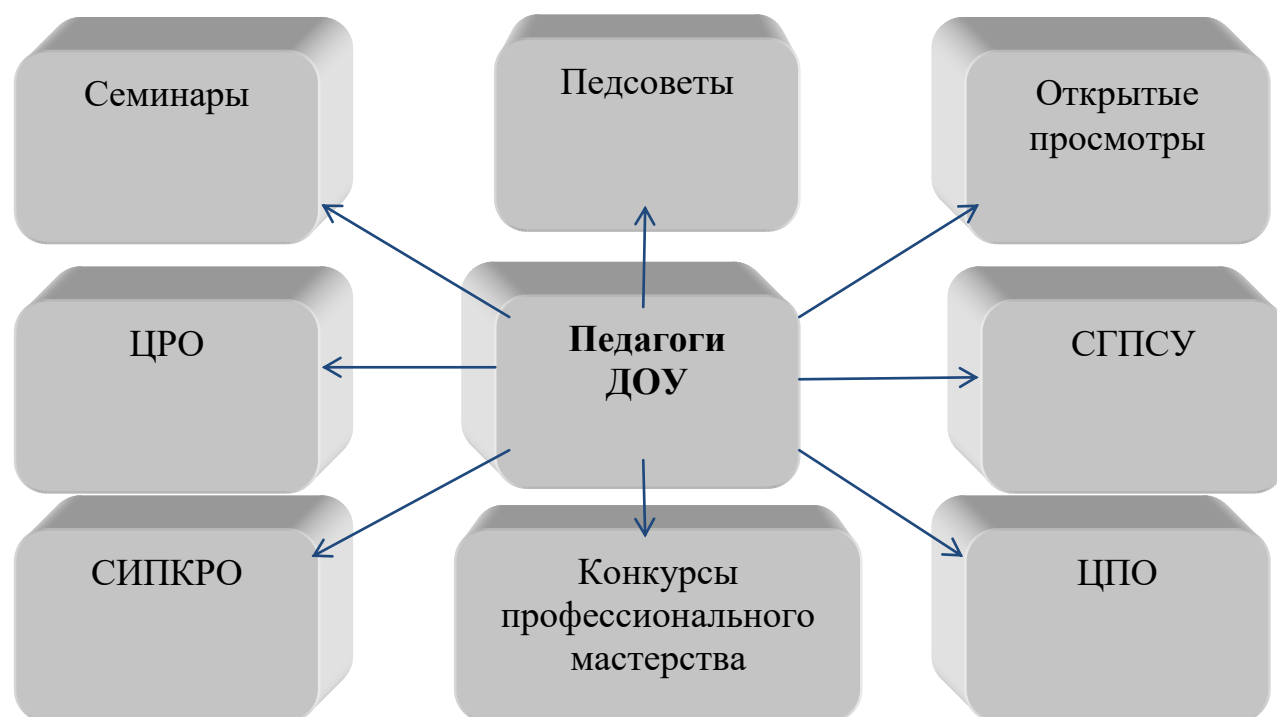 Семинары
Педсоветы
Открытые
просмотры
ЦРО
Педагоги
ДОУ
СГПСУ
СИПКРО
Конкурсы
профессионального
мастерства
ЦПО